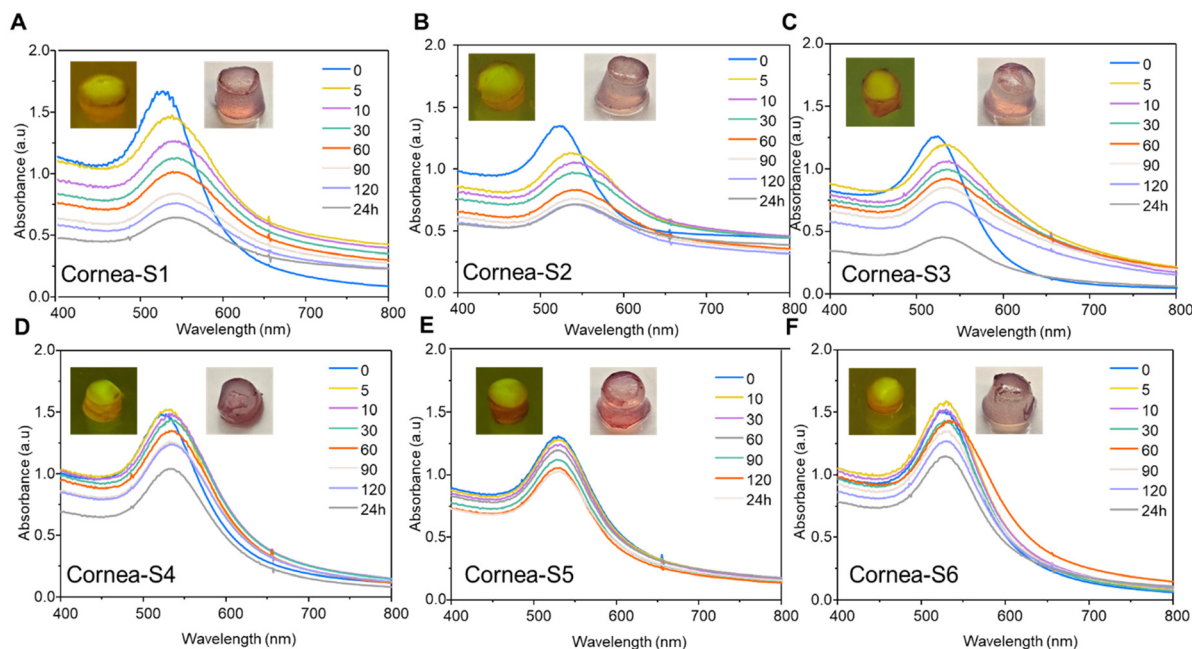 A
Absorbance (a.u)
2.0
1.5
1.0
0.5
0.0
0
5
10
30
60
90
120
24h
Cornea-S1
400 500 600 700 800
Wavelength (nm)
B
Absorbance (a.u)
2.0
1.5
1.0
0.5
0.0
0
5
10
30
60
90
120
24h
Cornea-S2
400 500 600 700 800
Wavelength (nm)
C
Absorbance (a.u)
2.0
1.5
1.0
0.5
0.0
0
5
10
30
60
90
120
24h
Cornea-S3
400 500 600 700 800
Wavelength (nm)
D
Absorbance (a.u)
2.0
1.5
1.0
0.5
0.0
0
5
10
30
60
90
120
24h
Cornea-S4
400 500 600 700 800
Wavelength (nm)
E
Absorbance (a.u)
2.0
1.5
1.0
0.5
0.0
0
10
30
60
90
120
24h
Cornea-S5
400 500 600 700 800
Wavelength (nm)
F
Absorbance (a.u)
2.0
1.5
1.0
0.5
0.0
0
5
10
30
60
90
120
24h
Cornea-S6
400 500 600 700 800
Wavelength (nm)